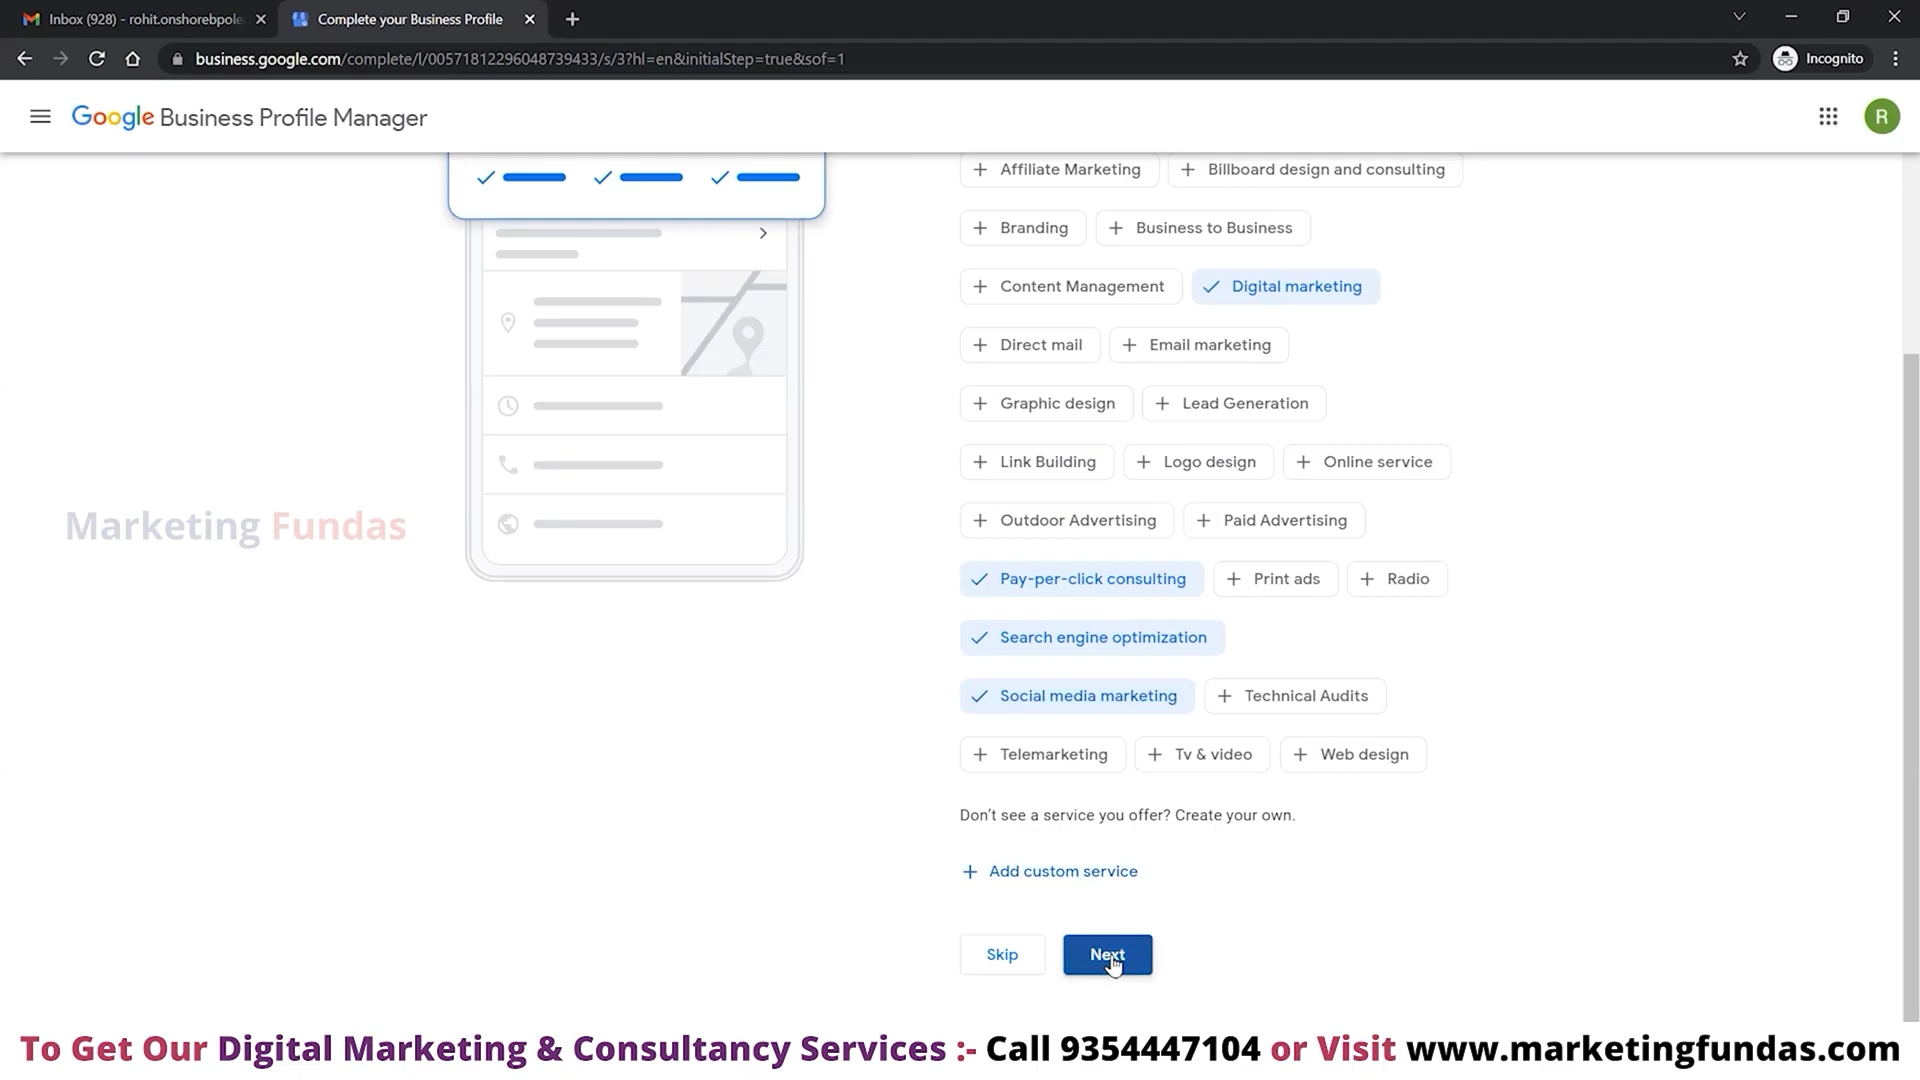 Inbox (928) - rohit.onshorebpole
Complete your Business Profile
business.google.com/complete/l/00571812296048739433/s/3?hl=en&initialStep=true&sof=1
Incognito
Google Business Profile Manager
R
Affiliate Marketing
Billboard design and consulting
Branding
Business to Business
Content Management
Digital marketing
Direct mail
Email marketing
Graphic design
Lead Generation
Link Building
Logo design
Online service
Outdoor Advertising
Paid Advertising
Pay-per-click consulting
Print ads
Radio
Search engine optimization
Social media marketing
Technical Audits
Telemarketing
Tv & video
Web design
Don't see a service you offer? Create your own.
Add custom service
Skip
Next
Marketing Fundas
To Get Our Digital Marketing & Consultancy Services :- Call 9354447104 or Visit www.marketingfundas.com